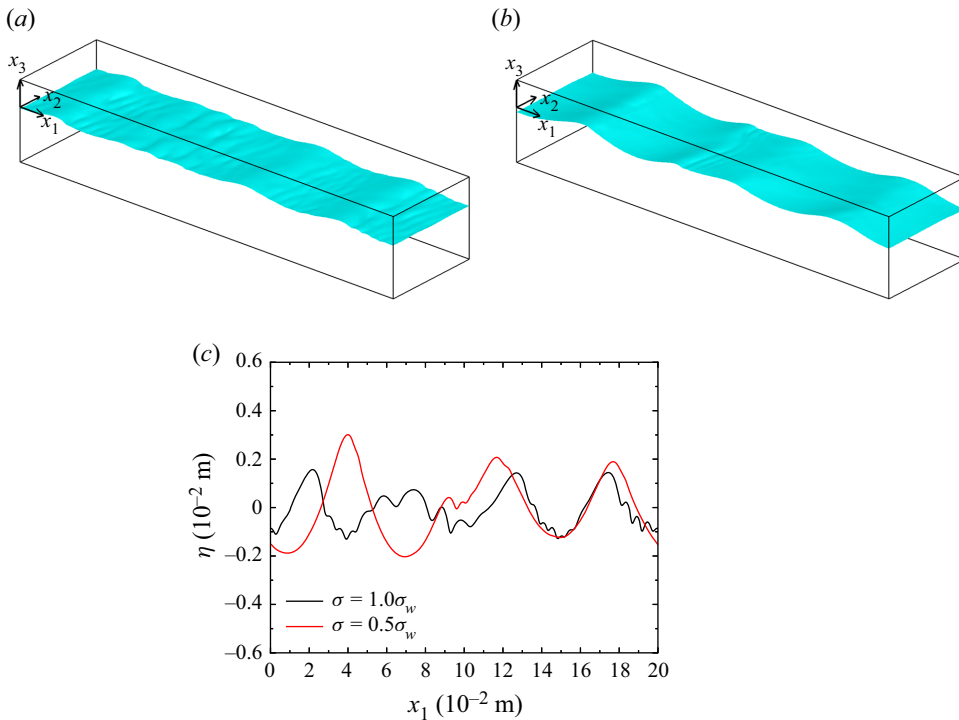 (a)
(b)
x3
x2
x1
x3
x2
x1
(c)
0.6
0.4
0.2
0
–0.2
–0.4
–0.6
η (10–2 m)
σ = 1.0σw
σ = 0.5σw
0 2 4 6 8 10 12 14 16 18 20
x1 (10–2 m)